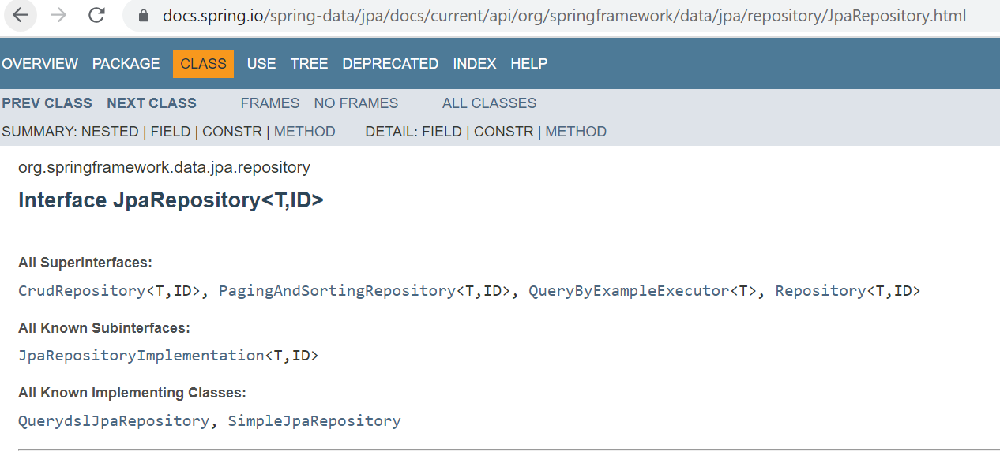 docs.spring.io/spring-data/jpa/docs/current/api/org/springframework/data/jpa/repository/JpaRepository.html
OVERVIEW PACKAGE CLASS USE TREE DEPRECATED INDEX HELP
PREV CLASS NEXT CLASS FRAMES NO FRAMES ALL CLASSES
SUMMARY: NESTED | FIELD | CONSTR | METHOD DETAIL: FIELD | CONSTR | METHOD
org.springframework.data.jpa.repository
Interface JpaRepository<T,ID>
All Superinterfaces:
CrudRepository<T,ID>, PagingAndSortingRepository<T,ID>, QueryByExampleExecutor<T>, Repository<T,ID>
All Known Subinterfaces:
JpaRepositoryImplementation<T,ID>
All Known Implementing Classes:
QuerydslJpaRepository, SimpleJpaRepository